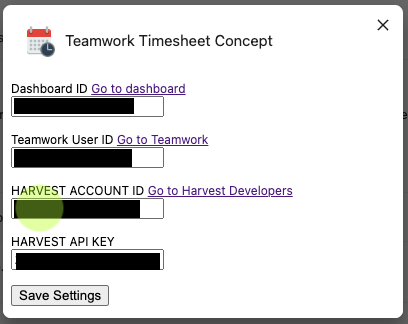 Teamwork Timesheet Concept
Dashboard ID Go to dashboard
Teamwork User ID Go to Teamwork
HARVEST ACCOUNT ID Go to Harvest Developers
HARVEST API KEY
Save Settings